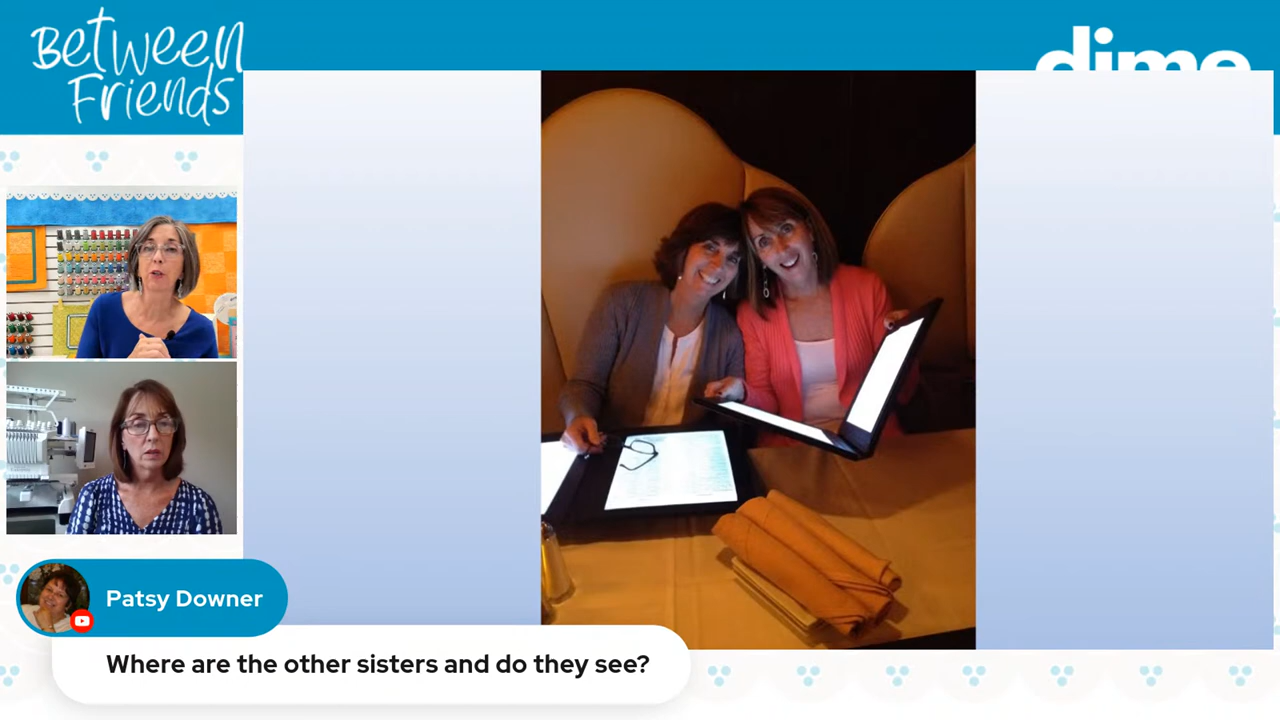 Between
Friends
dime
Patsy Downer
Where are the other sisters and do they see?